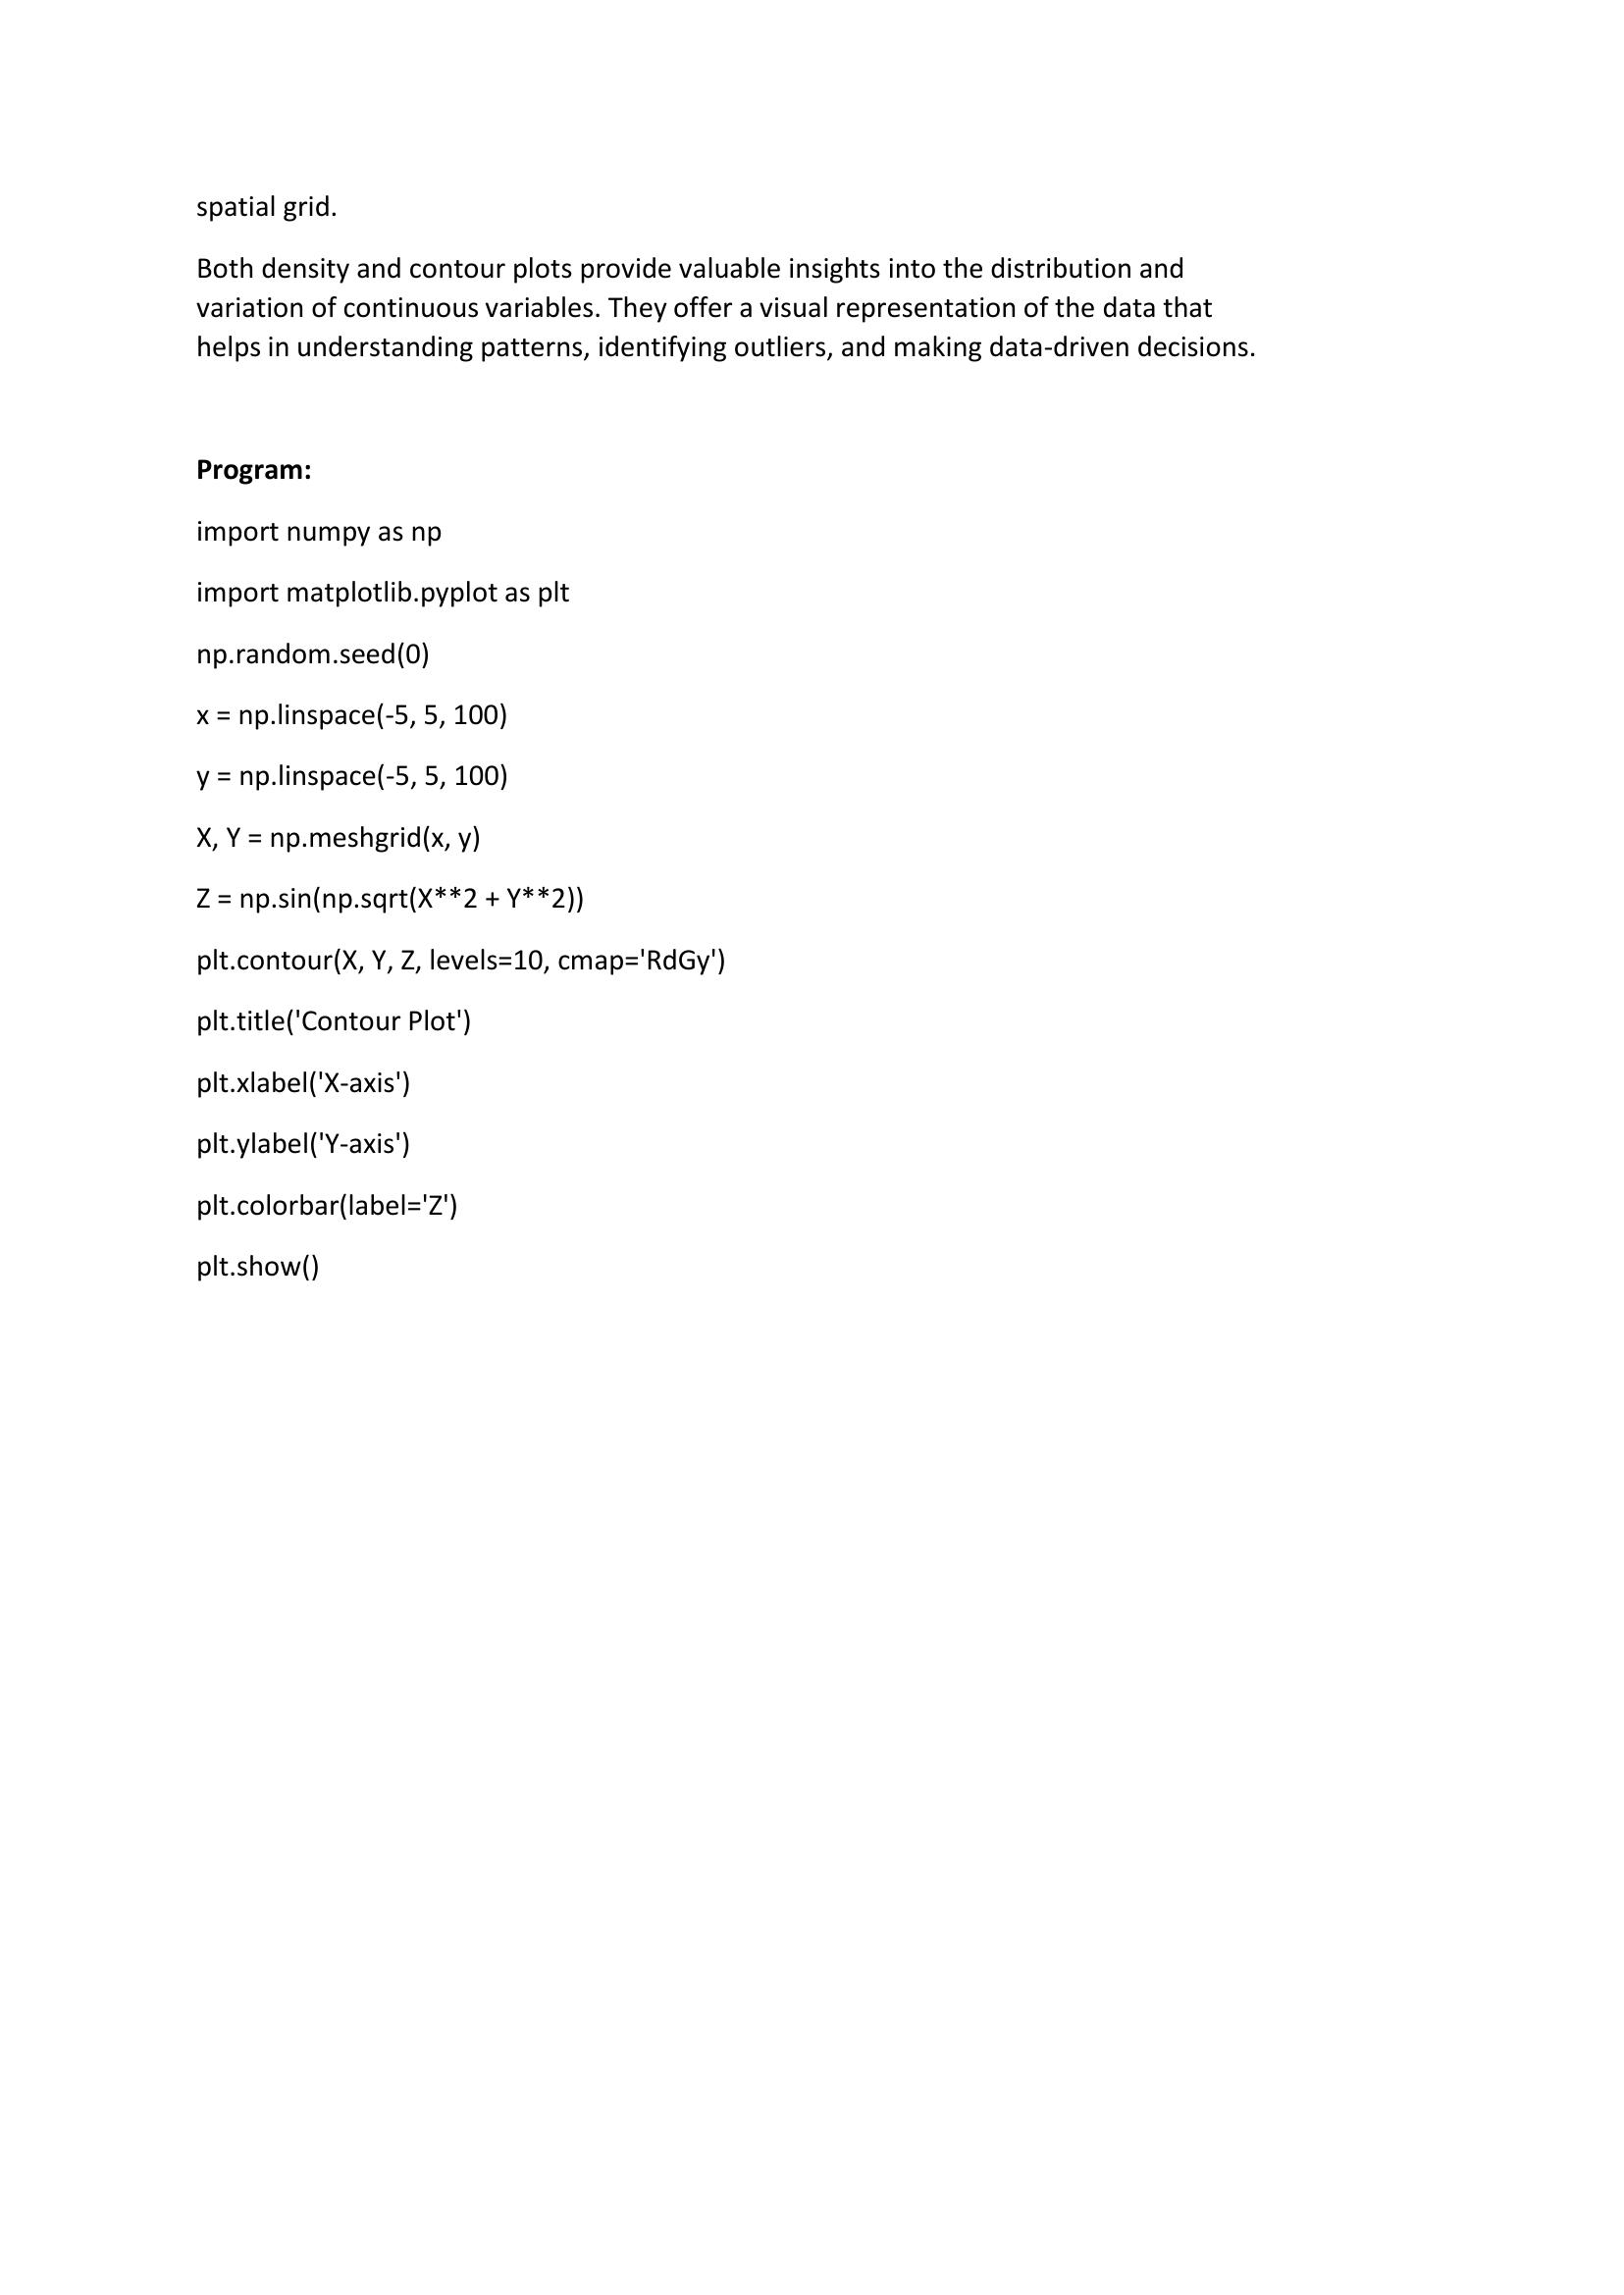 spatial grid.
Both density and contour plots provide valuable insights into the distribution and
variation of continuous variables. They offer a visual representation of the data that
helps in understanding patterns, identifying outliers, and making data-driven decisions.
Program:
import numpy as np
import matplotlib.pyplot as plt
np.random.seed(0)
x = np.linspace(-5, 5, 100)
y = np.linspace(-5, 5, 100)
X, Y = np.meshgrid(x, y)
Z = np.sin(np.sqrt(X**2 + Y**2))
plt.contour(X, Y, Z, levels=10, cmap='RdGy')
plt.title('Contour Plot')
plt.xlabel('X-axis')
plt.ylabel('Y-axis')
plt.colorbar(label='Z')
plt.show()